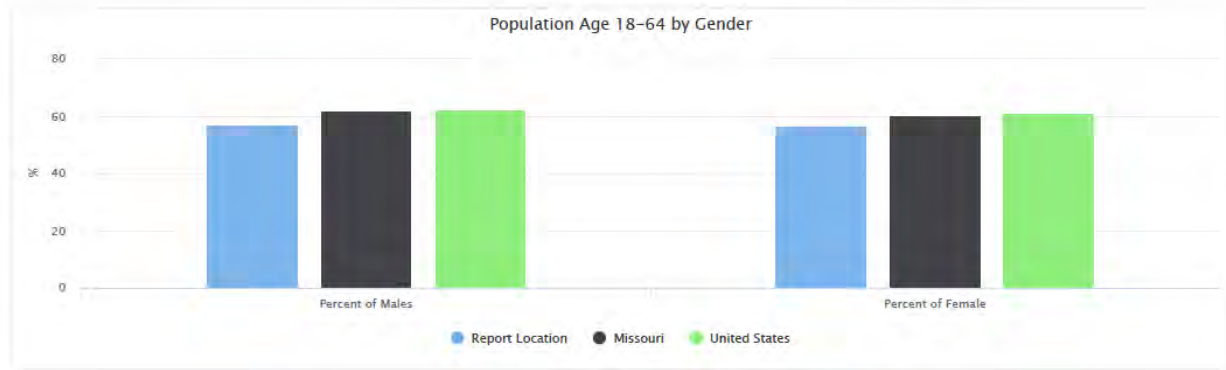 Population Age 18-64 by Gender
80
60
%
40
20
0
Percent of Males
Percent of Female
Report Location
Missouri
United States